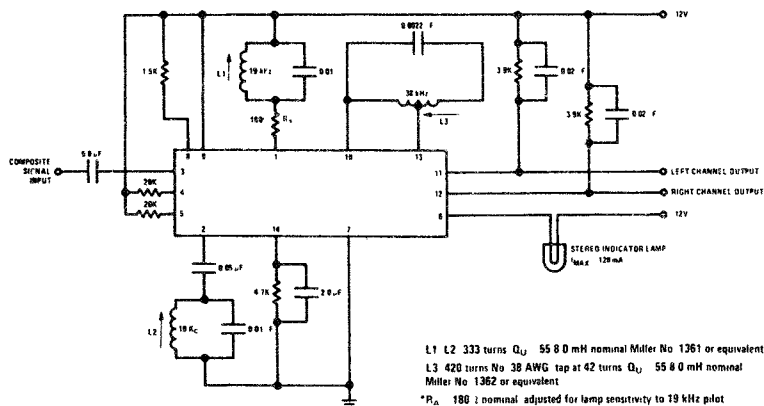 12V
0.0022 F
L1
19 kHz
0.01
1.5K
3.9K
0.02 F
38 kHz
3.9K
0.02 F
180
L3
5.0 µF
COMPOSITE
SIGNAL
INPUT
8 9 1 10 13
3
11
LEFT CHANNEL OUTPUT
20K
4
12
RIGHT CHANNEL OUTPUT
20K
5
6
12V
2 14 7
STEREO INDICATOR LAMP
MAX 120 mA
0.05 µF
4.7K
2.0 µF
L2
0.01 F
L1 L2 333 turns QU 55 8 0 mH nominal Miller No 1361 or equivalent
L3 420 turns No 38 AWG tap at 42 turns QU 55 8 0 mH nominal
Miller No 1362 or equivalent
*RA 180 nominal adjusted for lamp sensitivity to 19 kHz pilot